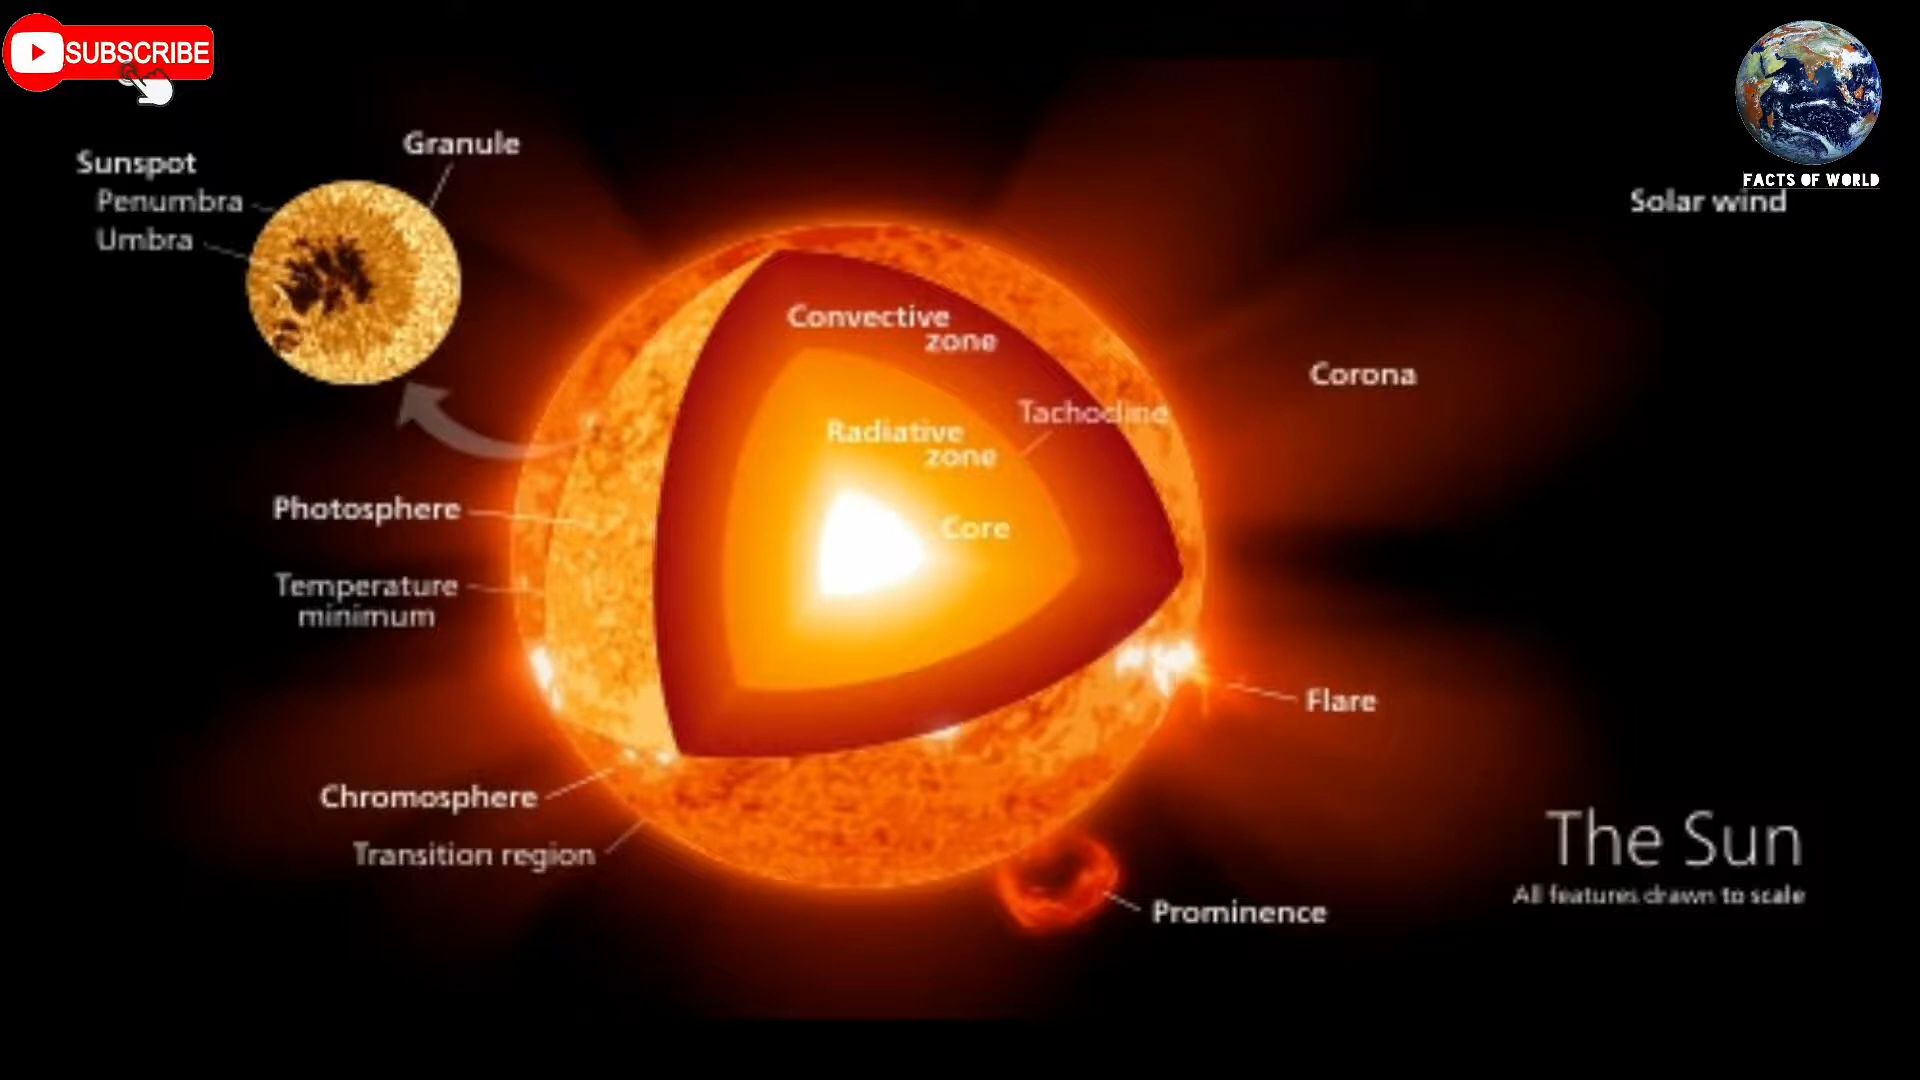 SUBSCRIBE
FACTS OF WORLD
Granule
Sunspot
Penumbra
Umbra
Solar wind
Convective
zone
Corona
Tachocline
Radiative
zone
Photosphere
Core
Temperature
minimum
Flare
Chromosphere
Transition region
The Sun
All features drawn to scale
Prominence